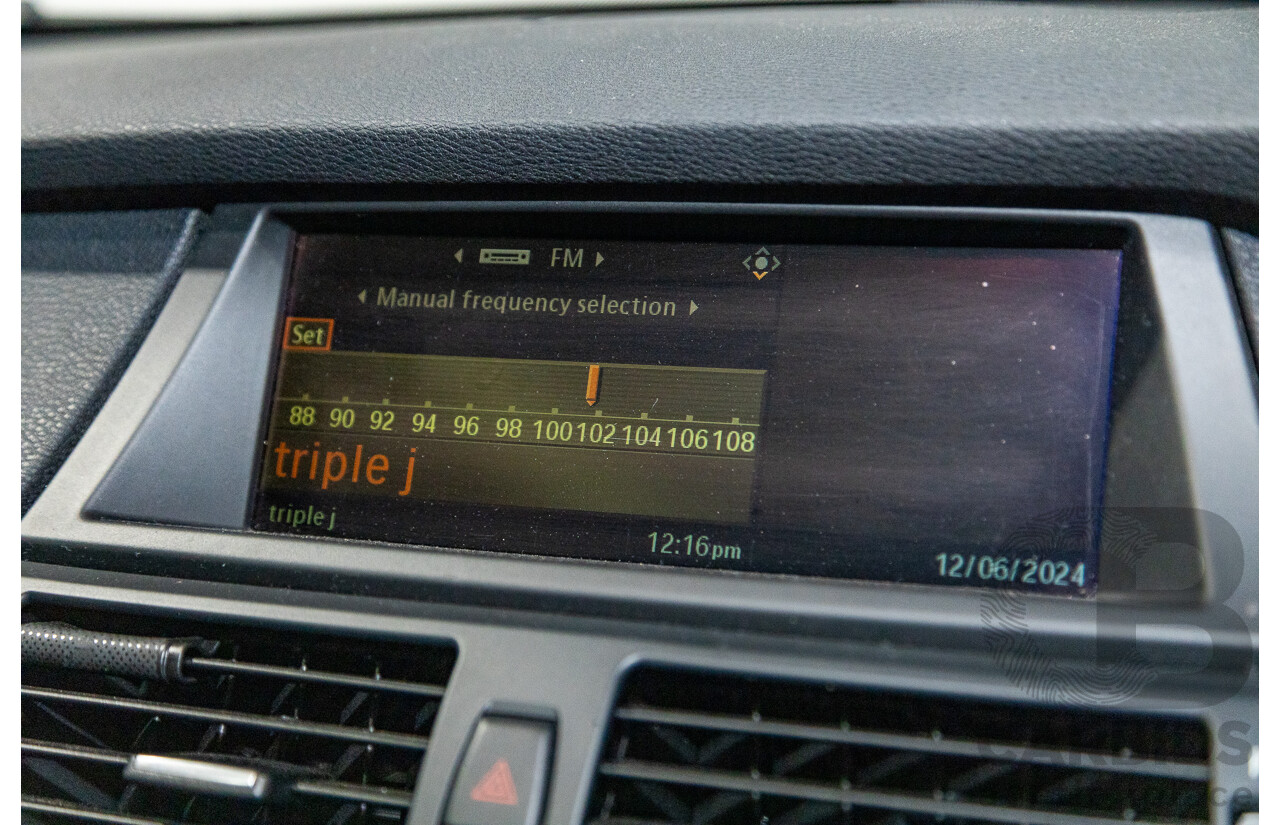 FM
Manual frequency selection
Set
88 90 92 94 96 98 100 102 104 106 108
triple j
triple j
12:16pm
12/06/2024
B
CARBIDS